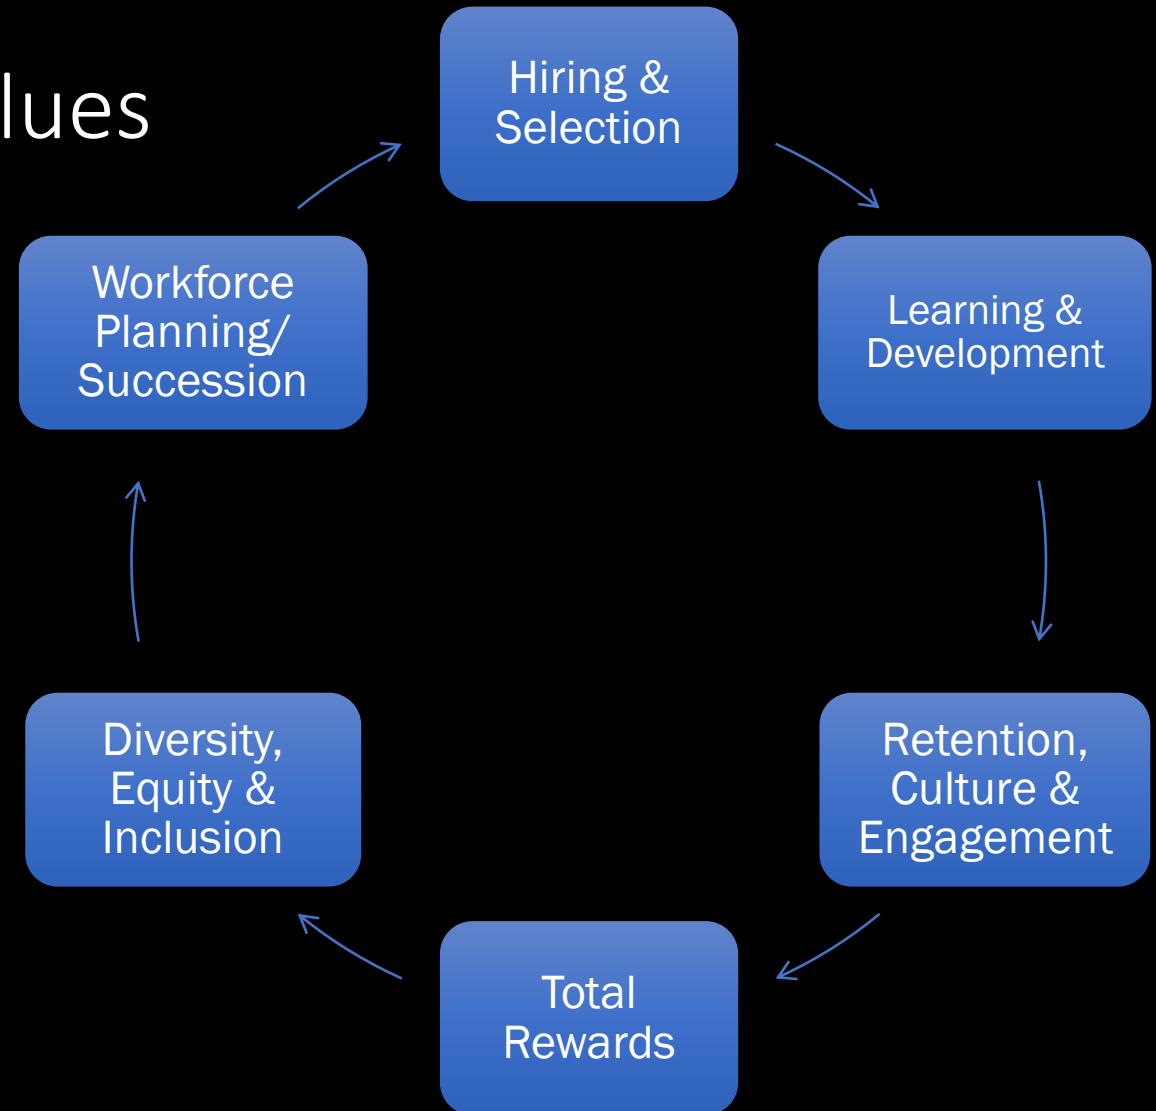 lues
Hiring &
Selection
Learning &
Development
Retention,
Culture &
Engagement
Total
Rewards
Diversity,
Equity &
Inclusion
Workforce
Planning/
Succession